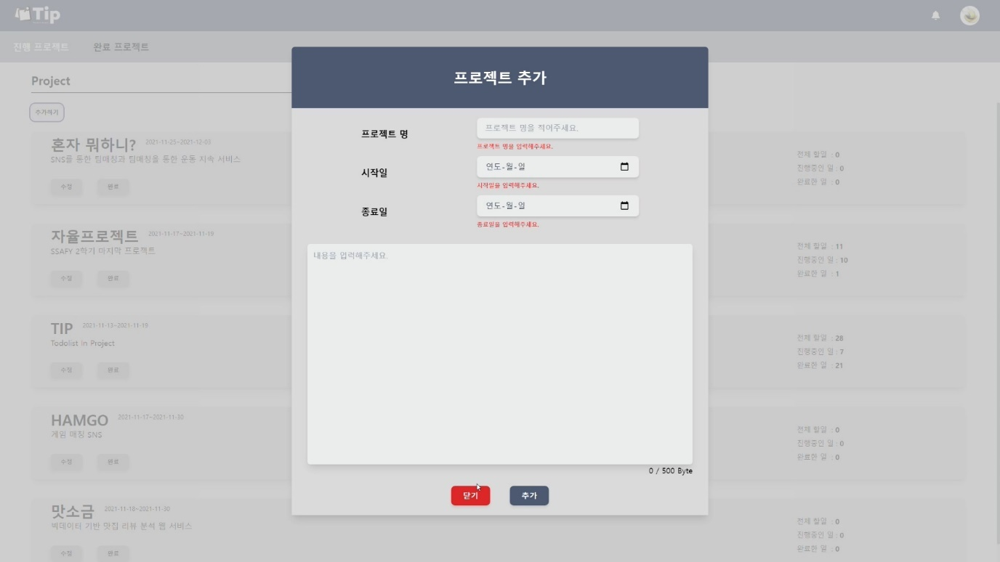 Tip
진행 프로젝트 완료 프로젝트
Project
추가하기
혼자 뭐하니? 2021-11-25~2021-12-03
SNS를 통한 팀매칭과 팀매칭을 통한 운동 지속 서비스
수정 완료
전체 할일 : 0
진행중인 일 : 0
완료한 일 : 0
자율프로젝트 2021-11-17~2021-11-19
SSAFY 2학기 마지막 프로젝트
수정 완료
전체 할일 : 11
진행중인 일 : 10
완료한 일 : 1
TIP 2021-11-13~2021-11-19
Todolist In Project
수정 완료
전체 할일 : 28
진행중인 일 : 7
완료한 일 : 21
HAMGO 2021-11-17~2021-11-30
게임 매칭 SNS
수정 완료
전체 할일 : 0
진행중인 일 : 0
완료한 일 : 0
맛소금 2021-11-18~2021-11-30
빅데이터 기반 맛집 리뷰 분석 웹 서비스
수정 완료
전체 할일 : 0
진행중인 일 : 0
완료한 일 : 0
프로젝트 추가
프로젝트 명 프로젝트 명을 적어주세요.
프로젝트 명을 입력해주세요.
시작일 연도-월-일
시작일을 입력해주세요.
종료일 연도-월-일
종료일을 입력해주세요.
내용을 입력해주세요.
0 / 500 Byte
닫기 추가